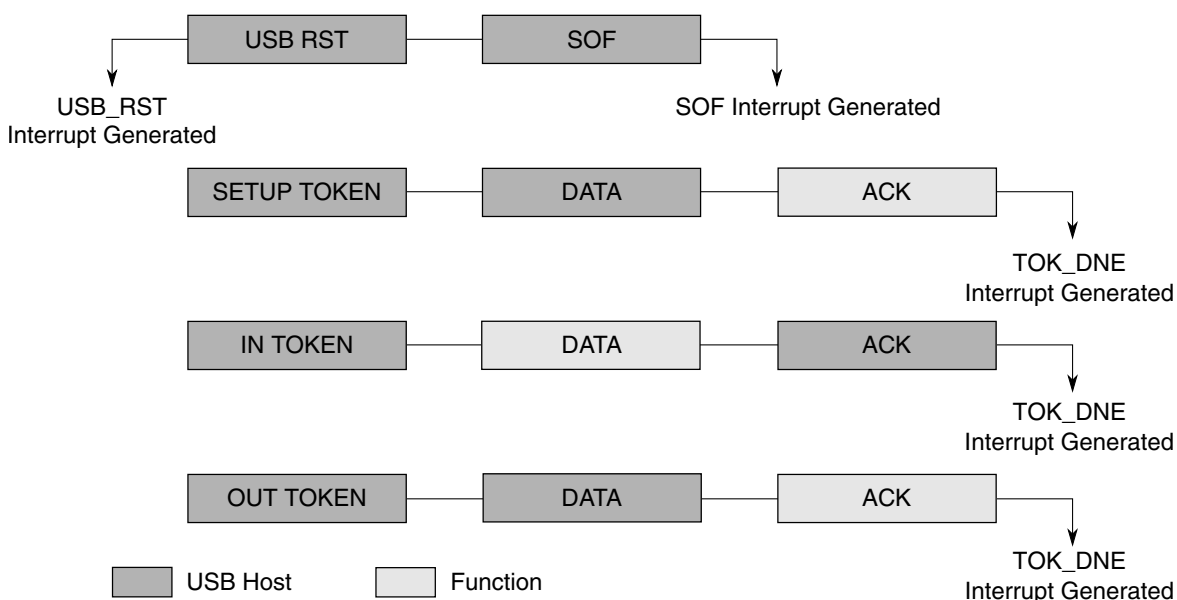 USB RST
SOF
USB_RST
Interrupt Generated
SOF Interrupt Generated
SETUP TOKEN
DATA
ACK
TOK_DNE
Interrupt Generated
IN TOKEN
DATA
ACK
TOK_DNE
Interrupt Generated
OUT TOKEN
DATA
ACK
TOK_DNE
Interrupt Generated
USB Host
Function